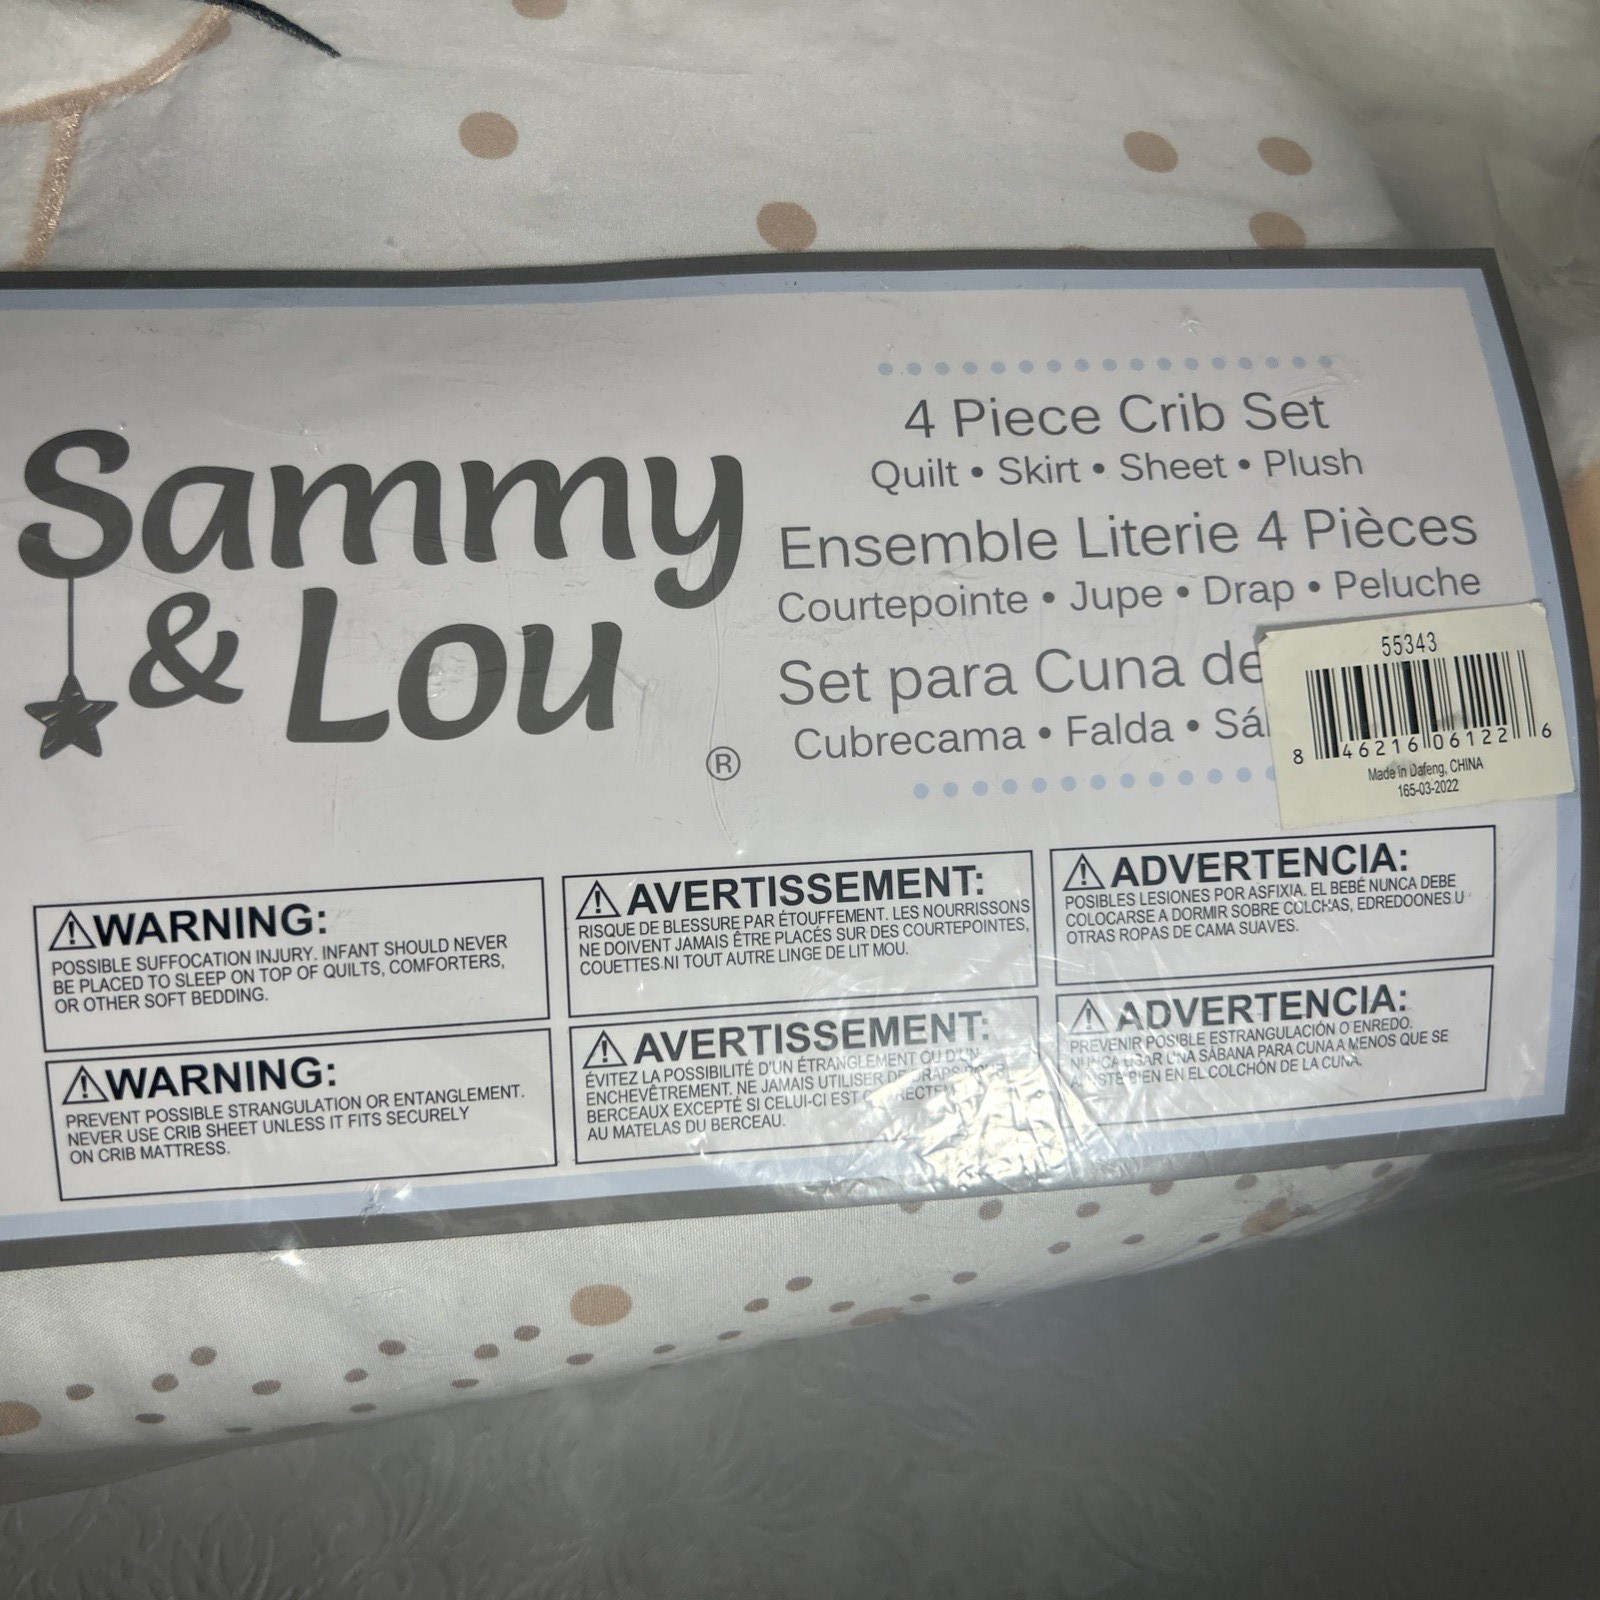 Sammy
& Lou
®
4 Piece Crib Set
Quilt • Skirt • Sheet • Plush
Ensemble Literie 4 Pièces
Courtepointe • Jupe • Drap • Peluche
Set para Cuna de
Cubrecama • Falda • Sá
55343
8 46216 06122 6
Made in Dafeng, CHINA
165-03-2022
⚠WARNING:
POSSIBLE SUFFOCATION INJURY. INFANT SHOULD NEVER
BE PLACED TO SLEEP ON TOP OF QUILTS, COMFORTERS,
OR OTHER SOFT BEDDING.
⚠WARNING:
PREVENT POSSIBLE STRANGULATION OR ENTANGLEMENT.
NEVER USE CRIB SHEET UNLESS IT FITS SECURELY
ON CRIB MATTRESS.
⚠AVERTISSEMENT:
RISQUE DE BLESSURE PAR ÉTOUFFEMENT. LES NOURRISSONS
NE DOIVENT JAMAIS ÊTRE PLACÉS SUR DES COURTEPOINTES,
COUETTES NI TOUT AUTRE LINGE DE LIT MOU.
⚠AVERTISSEMENT:
ÉVITEZ LA POSSIBILITÉ D'UN ÉTRANGLEMENT OU D'UN
ENCHEVÊTREMENT. NE JAMAIS UTILISER DE DRAPS POUR
BERCEAUX EXCEPTÉ SI CELUI-CI EST
AU MATELAS DU BERCEAU.
⚠ADVERTENCIA:
POSIBLES LESIONES POR ASFIXIA. EL BEBÉ NUNCA DEBE
COLOCARSE A DORMIR SOBRE COLCHAS, EDREDOONES U
OTRAS ROPAS DE CAMA SUAVES.
⚠ADVERTENCIA:
PREVENIR POSIBLE ESTRANGULACIÓN O ENREDO.
NUNCA USAR UNA SÁBANA PARA CUNA A MENOS QUE SE
AJUSTE BIEN EN EL COLCHÓN DE LA CUNA.